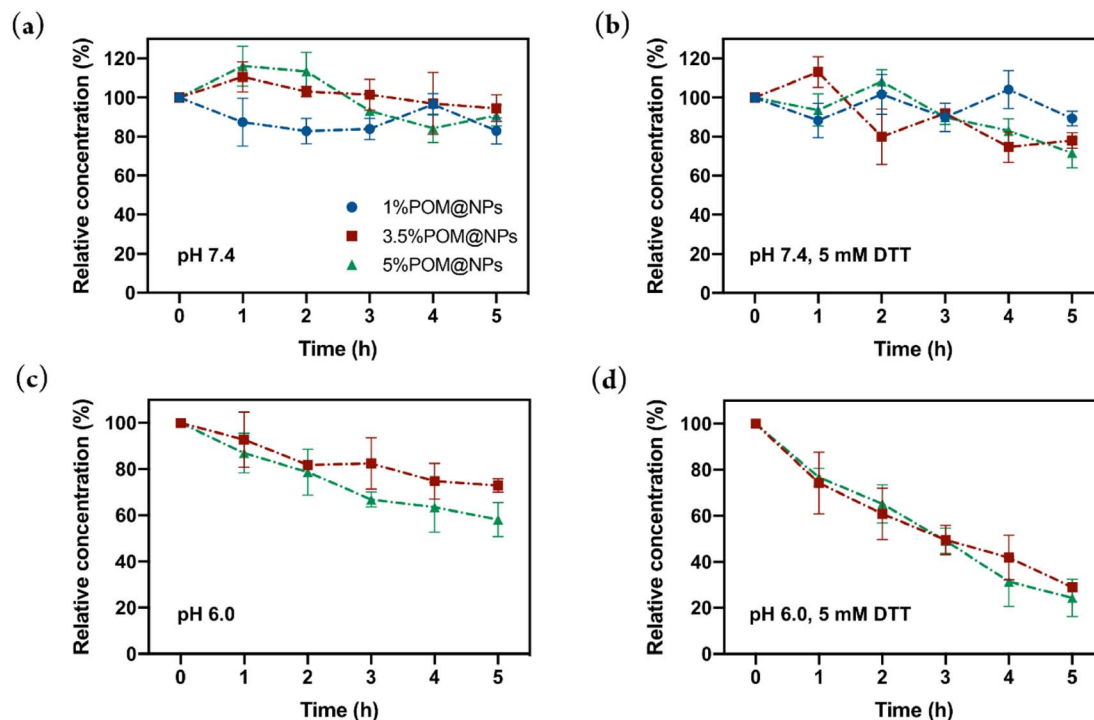 (a)
Relative concentration (%)
120
100
80
60
40
20
0
1%POM@NPs
3.5%POM@NPs
5%POM@NPs
pH 7.4
0 1 2 3 4 5
Time (h)
(b)
Relative concentration (%)
120
100
80
60
40
20
0
pH 7.4, 5 mM DTT
0 1 2 3 4 5
Time (h)
(c)
Relative concentration (%)
100
80
60
40
20
0
pH 6.0
0 1 2 3 4 5
Time (h)
(d)
Relative concentration (%)
100
80
60
40
20
0
pH 6.0, 5 mM DTT
0 1 2 3 4 5
Time (h)